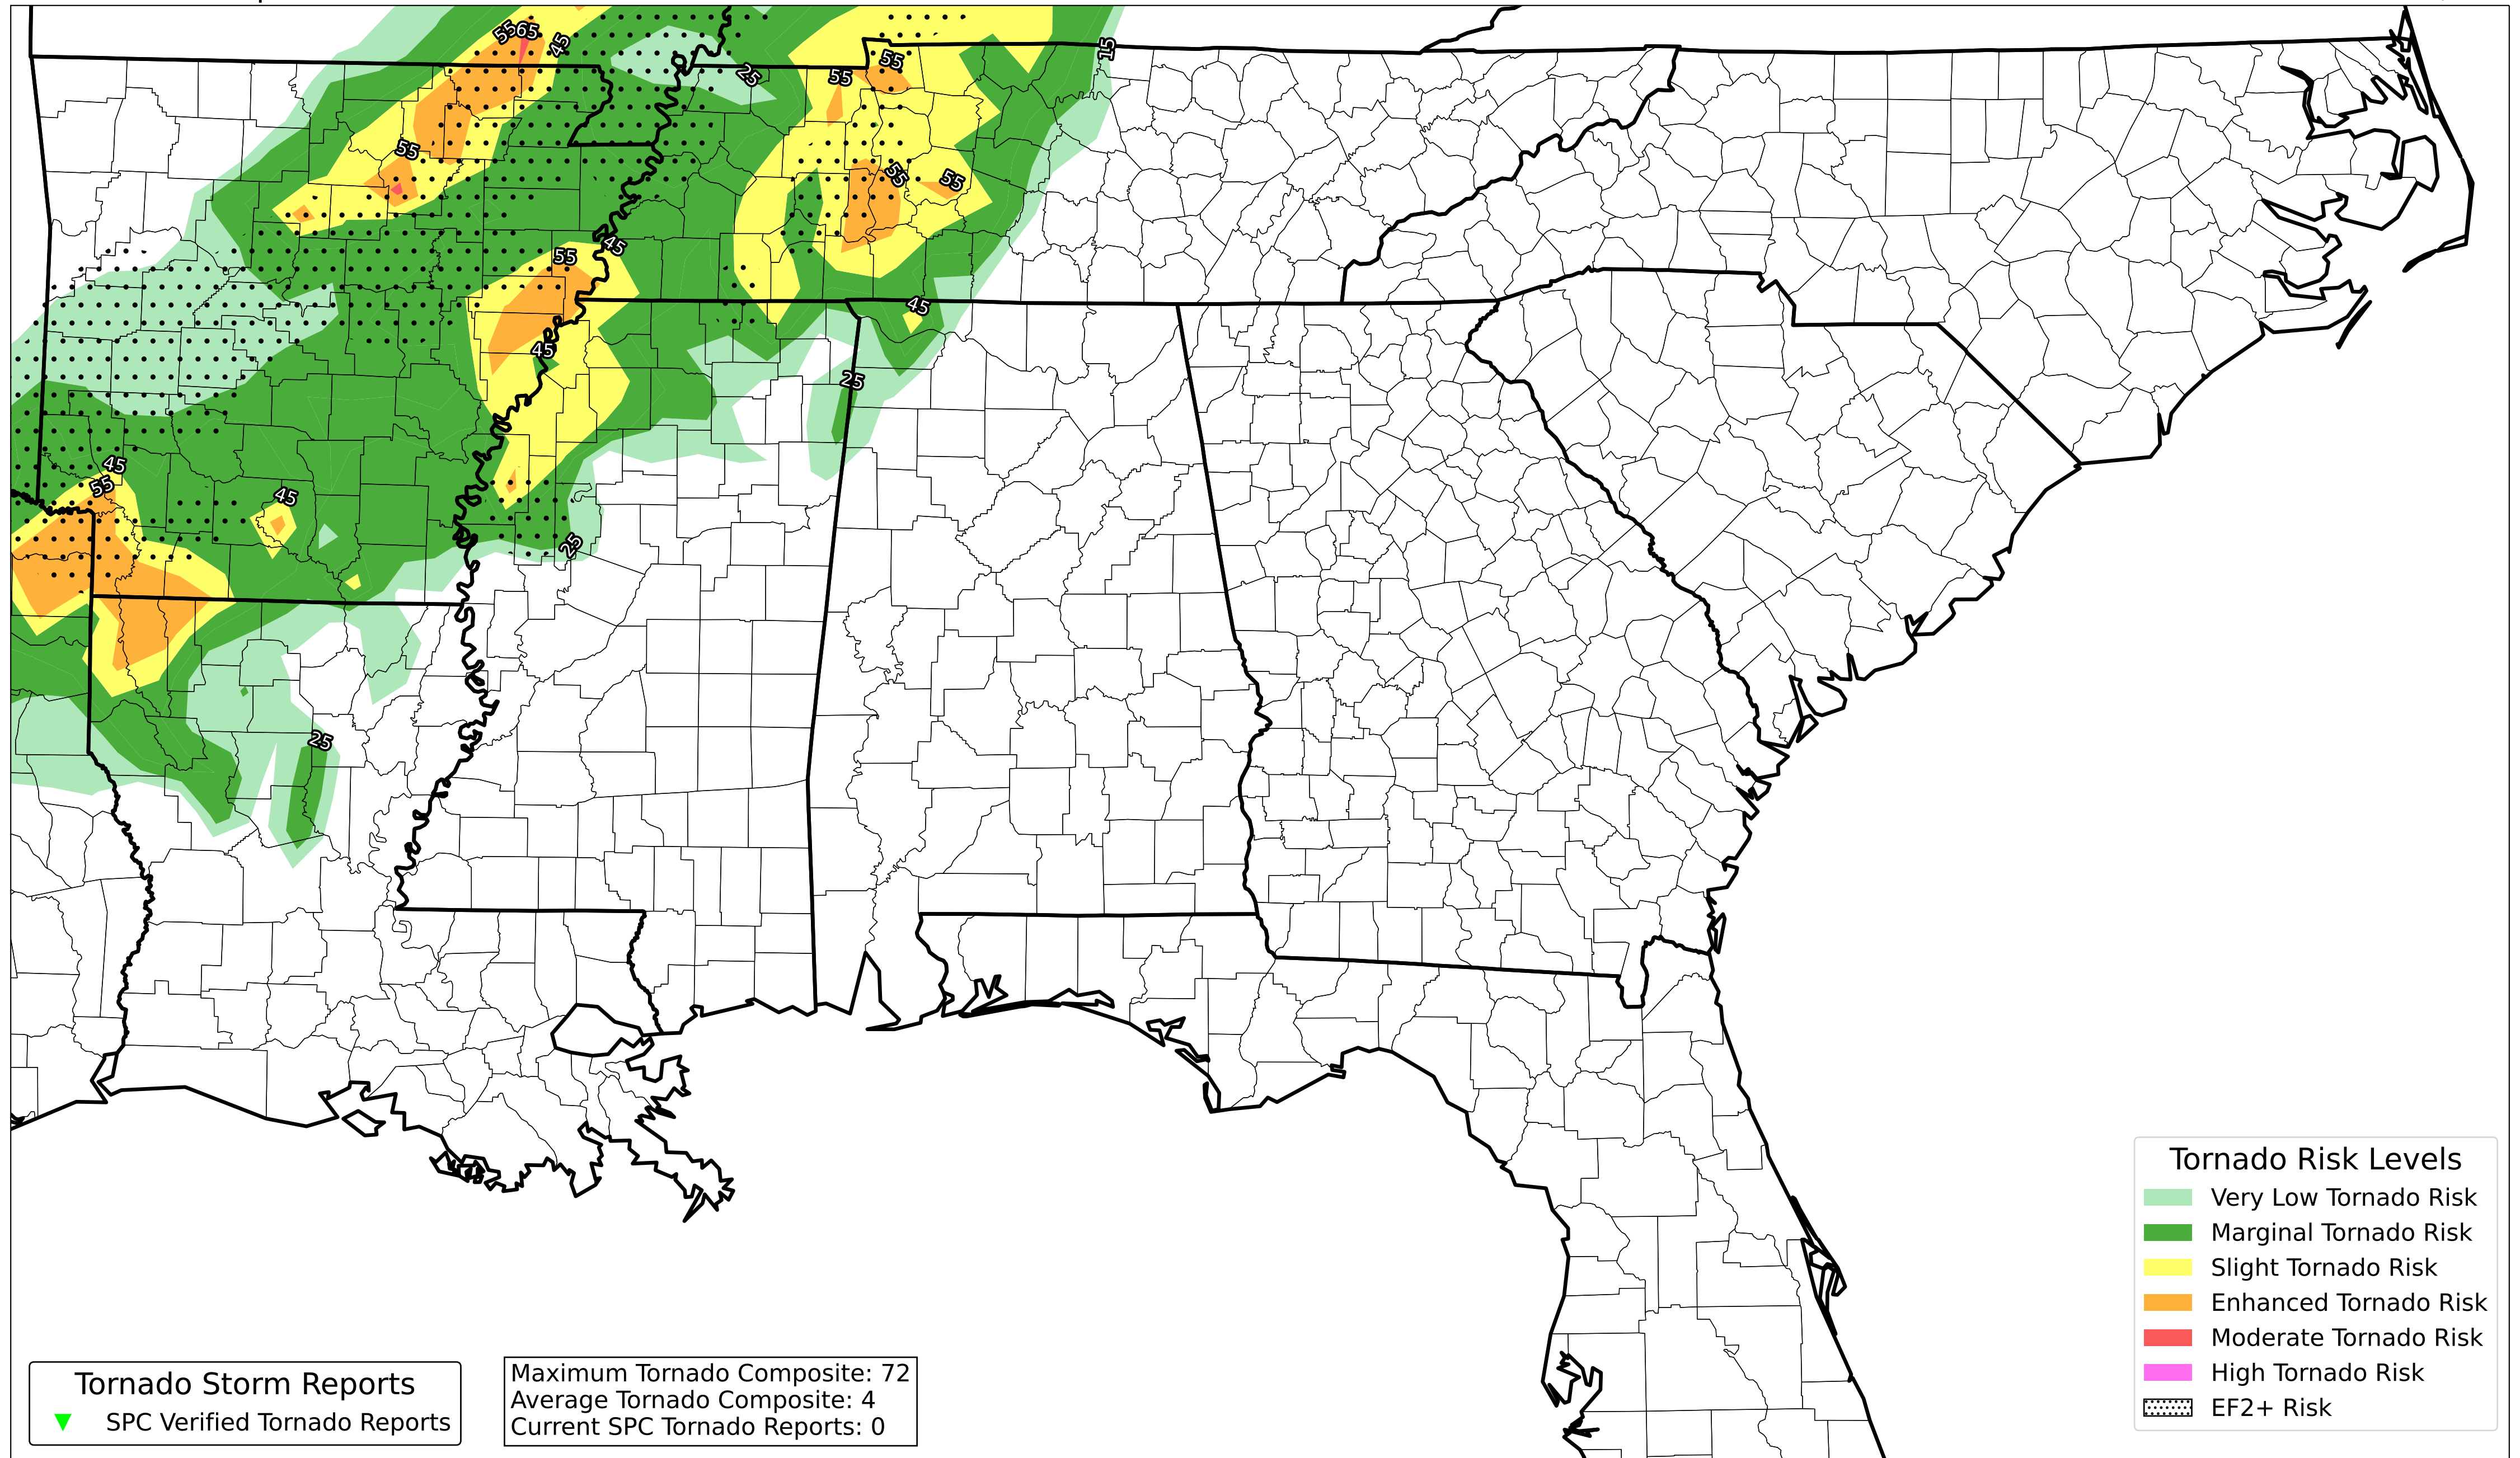 55
65
45
15
25
55
55
55
55
55
45
55
45
45
25
45
55
45
25
25
Tornado Risk Levels
Very Low Tornado Risk
Marginal Tornado Risk
Slight Tornado Risk
Enhanced Tornado Risk
Moderate Tornado Risk
High Tornado Risk
EF2+ Risk
Tornado Storm Reports
SPC Verified Tornado Reports
Maximum Tornado Composite: 72
Average Tornado Composite: 4
Current SPC Tornado Reports: 0